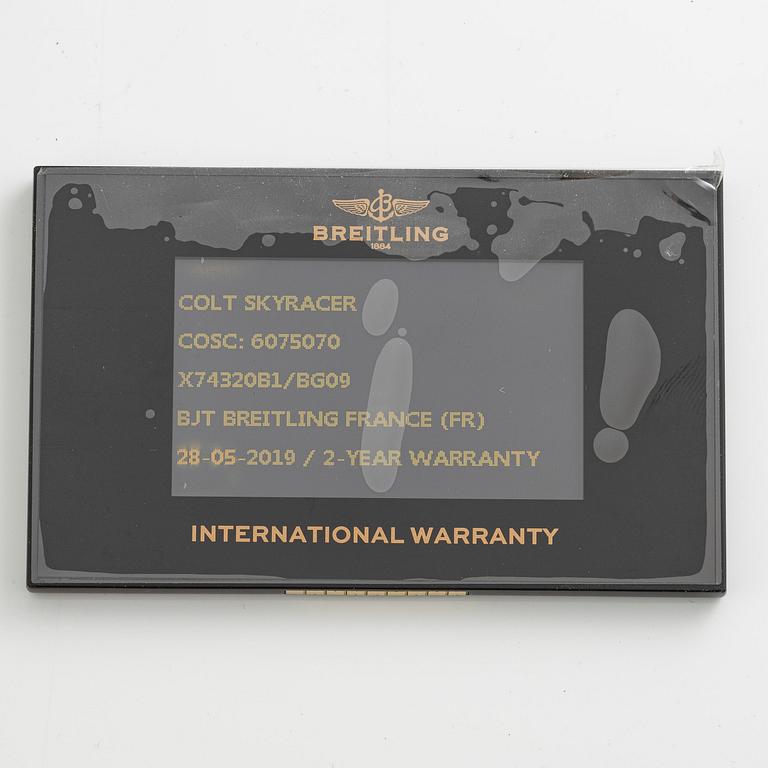 BREITLING
1884
COLT SKYRACER
COSC: 6075070
X74320B1/BG09
BJT BREITLING FRANCE (FR)
28-05-2019 / 2-YEAR WARRANTY
INTERNATIONAL WARRANTY